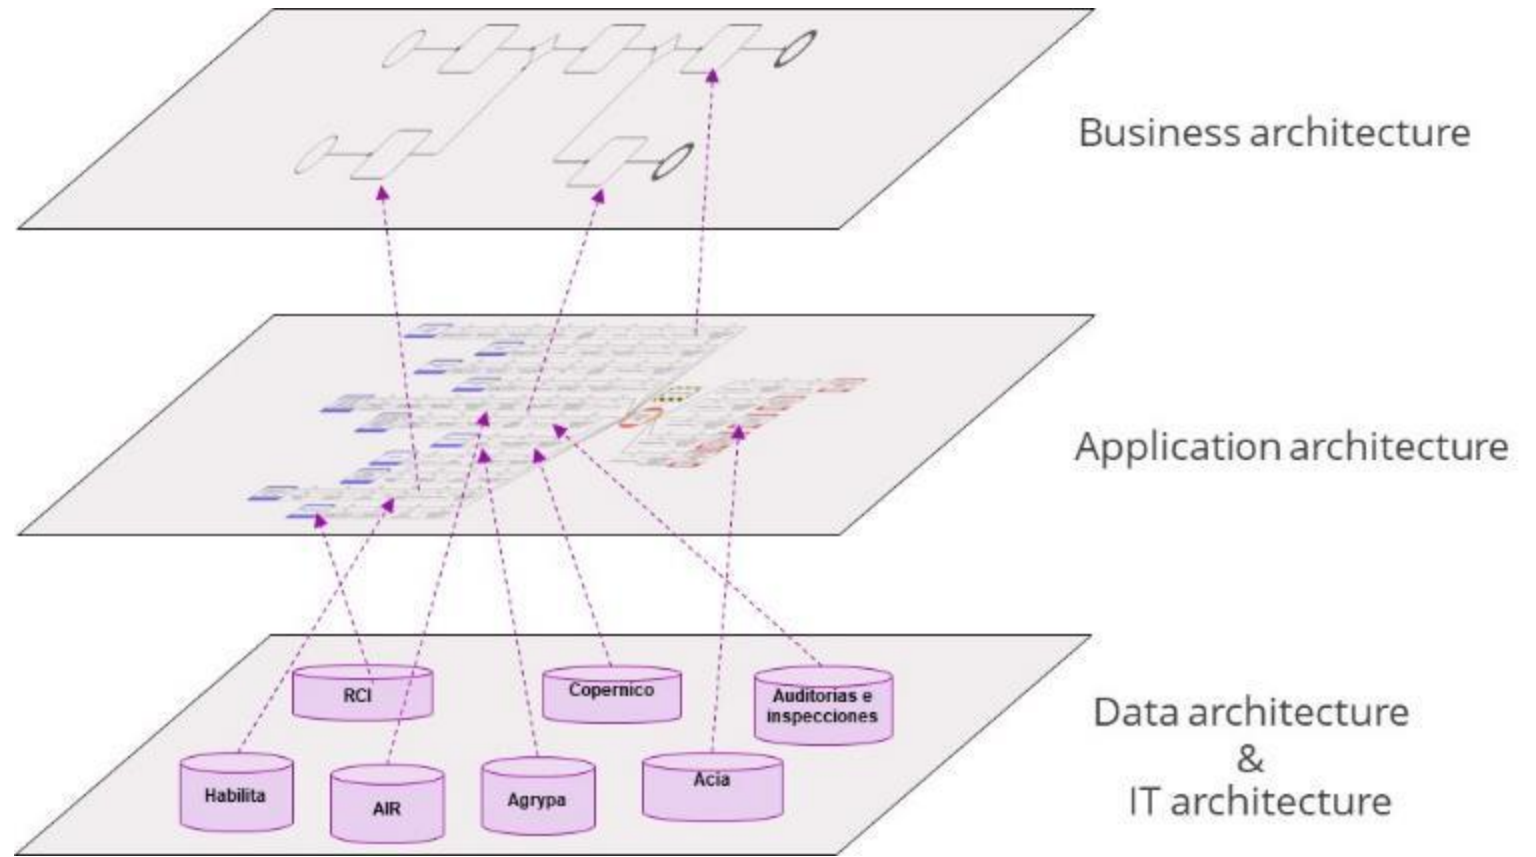 Business architecture
Application architecture
Data architecture
&
IT architecture
RCI
Copernico
Auditorias e
inspecciones
Habilita
AIR
Agrypa
Acia